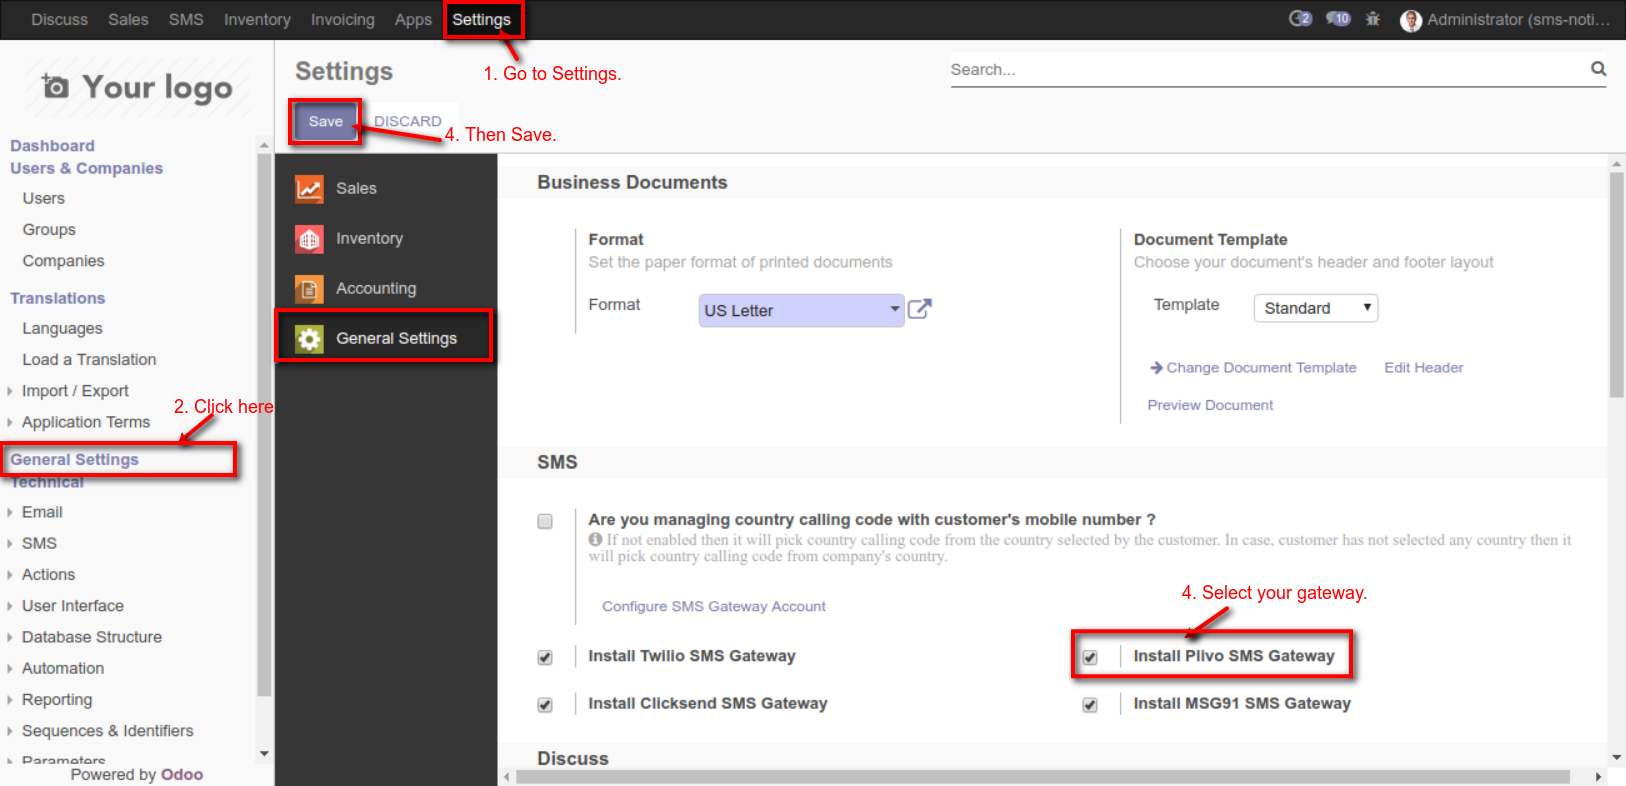 Discuss Sales SMS Inventory Invoicing Apps Settings 2 10 Administrator (sms-noti...
Your logo
Settings
1. Go to Settings.
Search...
Save DISCARD
4. Then Save.
Dashboard
Users & Companies
Users
Groups
Companies
Translations
Languages
Load a Translation
Import / Export
2. Click here
Application Terms
General Settings
Technical
Email
SMS
Actions
User Interface
Database Structure
Automation
Reporting
Sequences & Identifiers
Parameters
Powered by Odoo
Sales
Inventory
Accounting
General Settings
Business Documents
Format
Set the paper format of printed documents
Format US Letter
Document Template
Choose your document's header and footer layout
Template Standard
Change Document Template Edit Header
Preview Document
SMS
Are you managing country calling code with customer's mobile number ?
If not enabled then it will pick country calling code from the country selected by the customer. In case, customer has not selected any country then it
will pick country calling code from company's country.
Configure SMS Gateway Account
4. Select your gateway.
Install Twilio SMS Gateway
Install Plivo SMS Gateway
Install Clicksend SMS Gateway
Install MSG91 SMS Gateway
Discuss